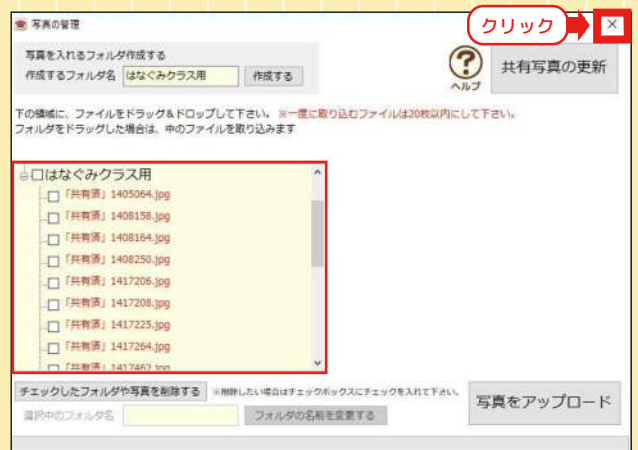 写真の管理
クリック
×
写真を入れるフォルダ作成する
作成するフォルダ名 はなぐみクラス用 作成する
?
ヘルプ
共有写真の更新
下の領域に、ファイルをドラッグ&ドロップして下さい。 ※一度に取り込むファイルは20枚以内にして下さい。
フォルダをドラッグした場合は、中のファイルを取り込みます
はなぐみクラス用
「共有済」1405064.jpg
「共有済」1408158.jpg
「共有済」1408164.jpg
「共有済」1408250.jpg
「共有済」1417206.jpg
「共有済」1417208.jpg
「共有済」1417225.jpg
「共有済」1417264.jpg
「共有済」1417462.jpg
チェックしたフォルダや写真を削除する ※削除したい場合はチェックボックスにチェックを入れて下さい。
選択中のフォルダ名 フォルダの名前を変更する
写真をアップロード